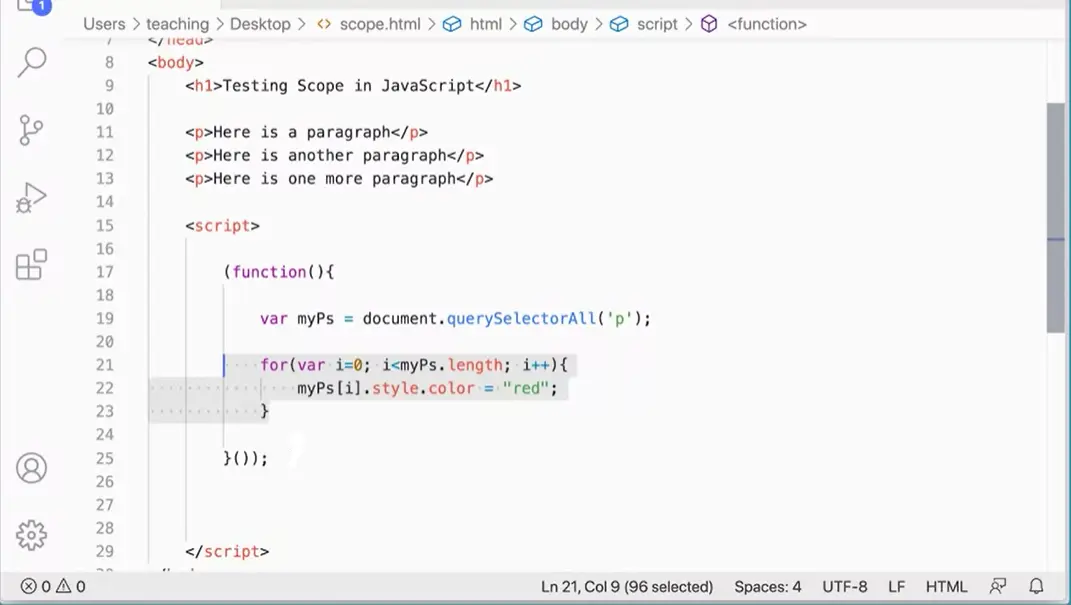 1
Users > teaching > Desktop > <> scope.html > html > body > script > <function>
7 </head>
8 <body>
9 <h1>Testing Scope in JavaScript</h1>
10
11 <p>Here is a paragraph</p>
12 <p>Here is another paragraph</p>
13 <p>Here is one more paragraph</p>
14
15 <script>
16
17 (function(){
18
19 var myPs = document.querySelectorAll('p');
20
21 for(var i=0; i<myPs.length; i++){
22 myPs[i].style.color = "red";
23 }
24
25 }());
26
27
28
29 </script>
0 0 Ln 21, Col 9 (96 selected) Spaces: 4 UTF-8 LF HTML